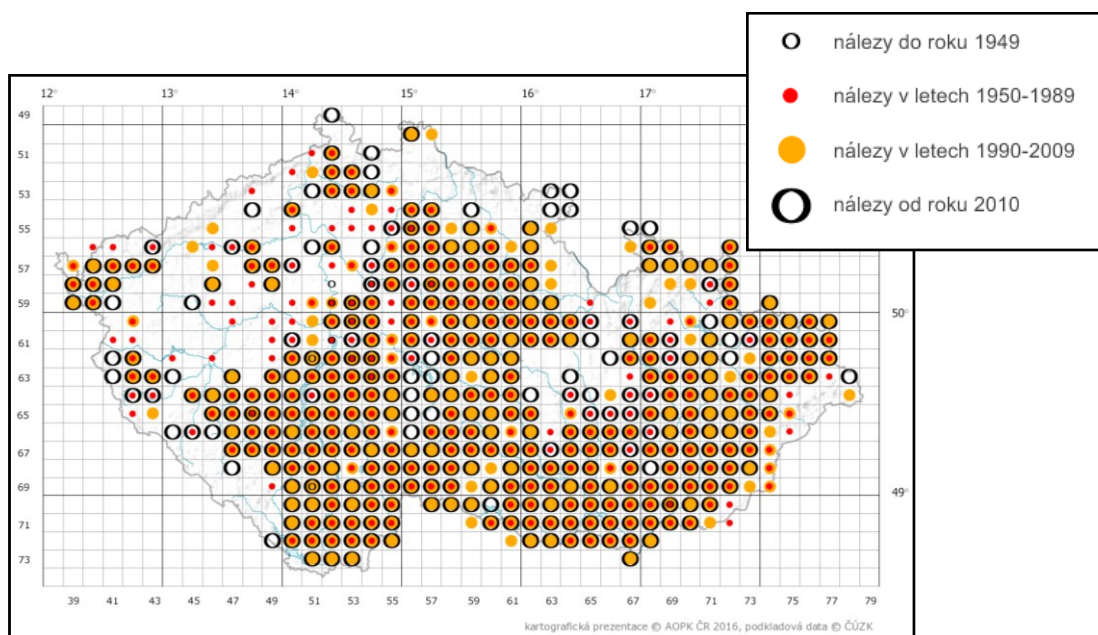 nálezy do roku 1949
nálezy v letech 1950-1989
nálezy v letech 1990-2009
nálezy od roku 2010
12° 13° 14° 15° 16° 17°
49
51
53
55
57
59
50°
61
63
65
67
69
49°
71
73
39 41 43 45 47 49 51 53 55 57 59 61 63 65 67 69 71 73 75 77 79
kartografická prezentace © AOPK ČR 2016, podkladová data © ČÚZK